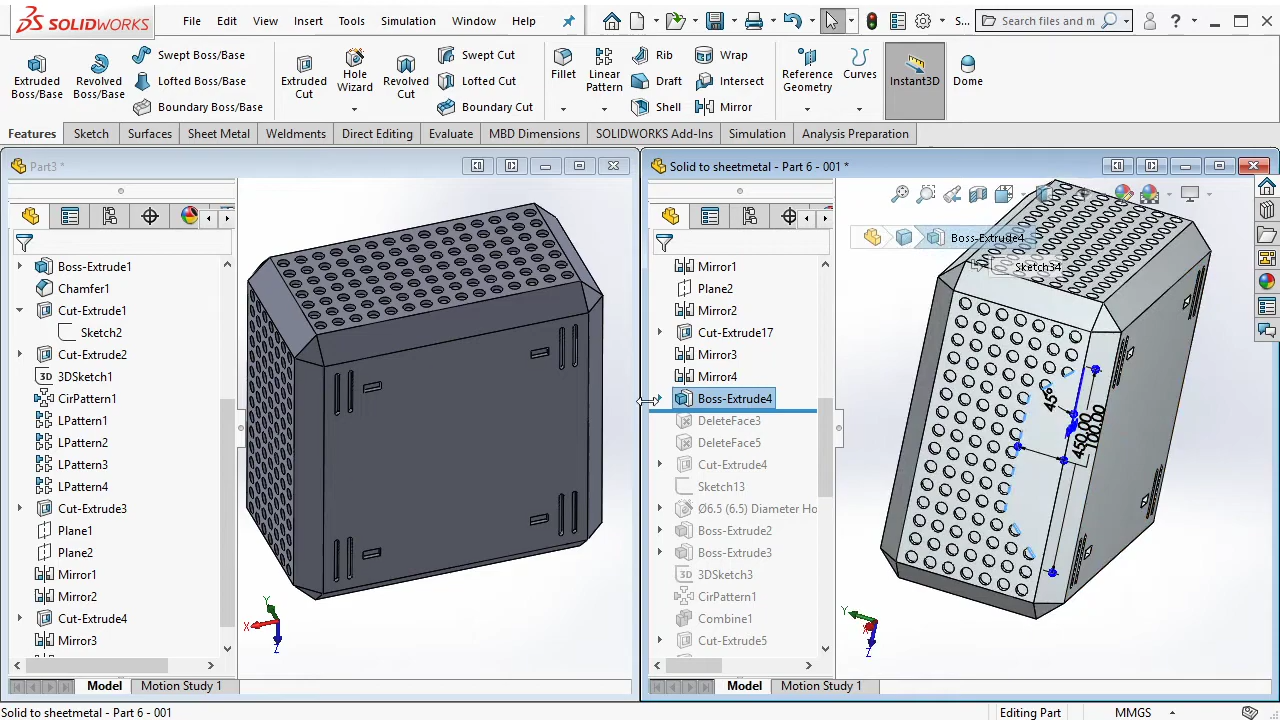 SOLIDWORKS File Edit View Insert Tools Simulation Window Help S... Search files and m
Extruded Boss/Base
Revolved Boss/Base
Swept Boss/Base
Lofted Boss/Base
Boundary Boss/Base
Extruded Cut
Hole Wizard
Revolved Cut
Swept Cut
Lofted Cut
Boundary Cut
Fillet
Linear Pattern
Rib
Draft
Shell
Wrap
Intersect
Mirror
Reference Geometry
Curves
Instant3D
Dome
Features Sketch Surfaces Sheet Metal Weldments Direct Editing Evaluate MBD Dimensions SOLIDWORKS Add-Ins Simulation Analysis Preparation
Part3 *
Boss-Extrude1
Chamfer1
Cut-Extrude1
Sketch2
Cut-Extrude2
3D 3DSketch1
CirPattern1
LPattern1
LPattern2
LPattern3
LPattern4
Cut-Extrude3
Plane1
Plane2
Mirror1
Mirror2
Cut-Extrude4
Mirror3
X
Y
Z
Model Motion Study 1
Solid to sheetmetal - Part 6 - 001 *
Mirror1
Plane2
Mirror2
Cut-Extrude17
Mirror3
Mirror4
Boss-Extrude4
DeleteFace3
DeleteFace5
Cut-Extrude4
Sketch13
Ø6.5 (6.5) Diameter Ho
Boss-Extrude2
Boss-Extrude3
3D 3DSketch3
CirPattern1
Combine1
Cut-Extrude5
Boss-Extrude4
Sketch34
45°
450.00
100.00
Y
X
Z
Model Motion Study 1
Solid to sheetmetal - Part 6 - 001 Editing Part MMGS